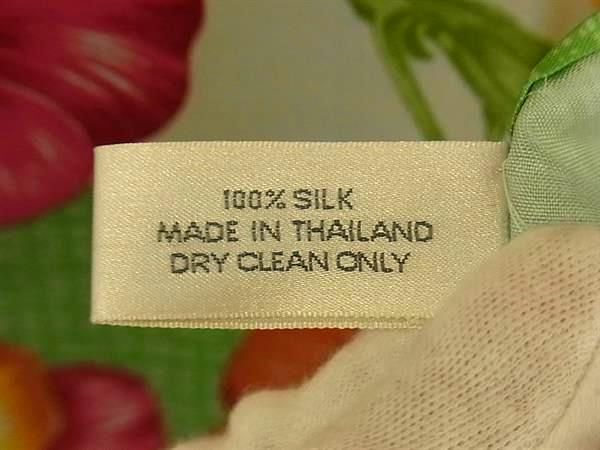 100% SILK
MADE IN THAILAND
DRY CLEAN ONLY